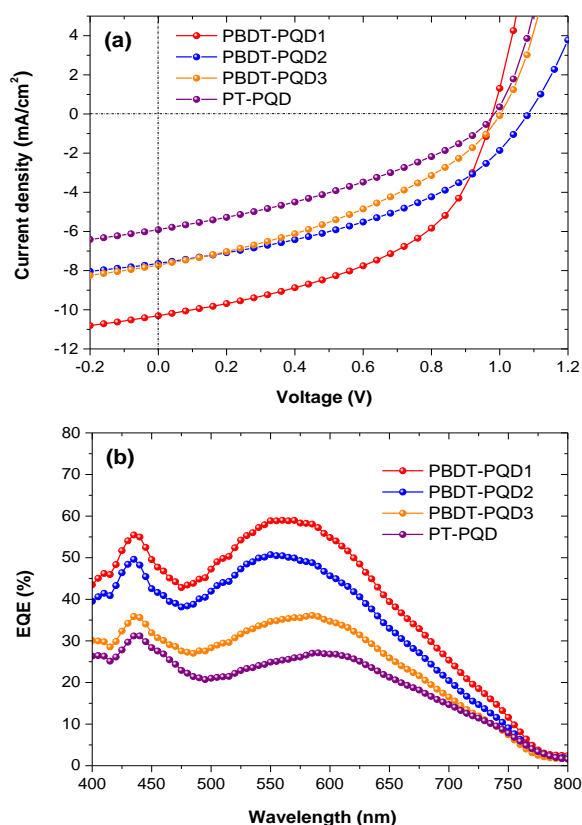 (a)
PBDT-PQD1
PBDT-PQD2
PBDT-PQD3
PT-PQD
Current density (mA/cm²)
4
2
0
-2
-4
-6
-8
-10
-12
-0.2 0.0 0.2 0.4 0.6 0.8 1.0 1.2
Voltage (V)
(b)
PBDT-PQD1
PBDT-PQD2
PBDT-PQD3
PT-PQD
EQE (%)
80
70
60
50
40
30
20
10
0
400 450 500 550 600 650 700 750 800
Wavelength (nm)